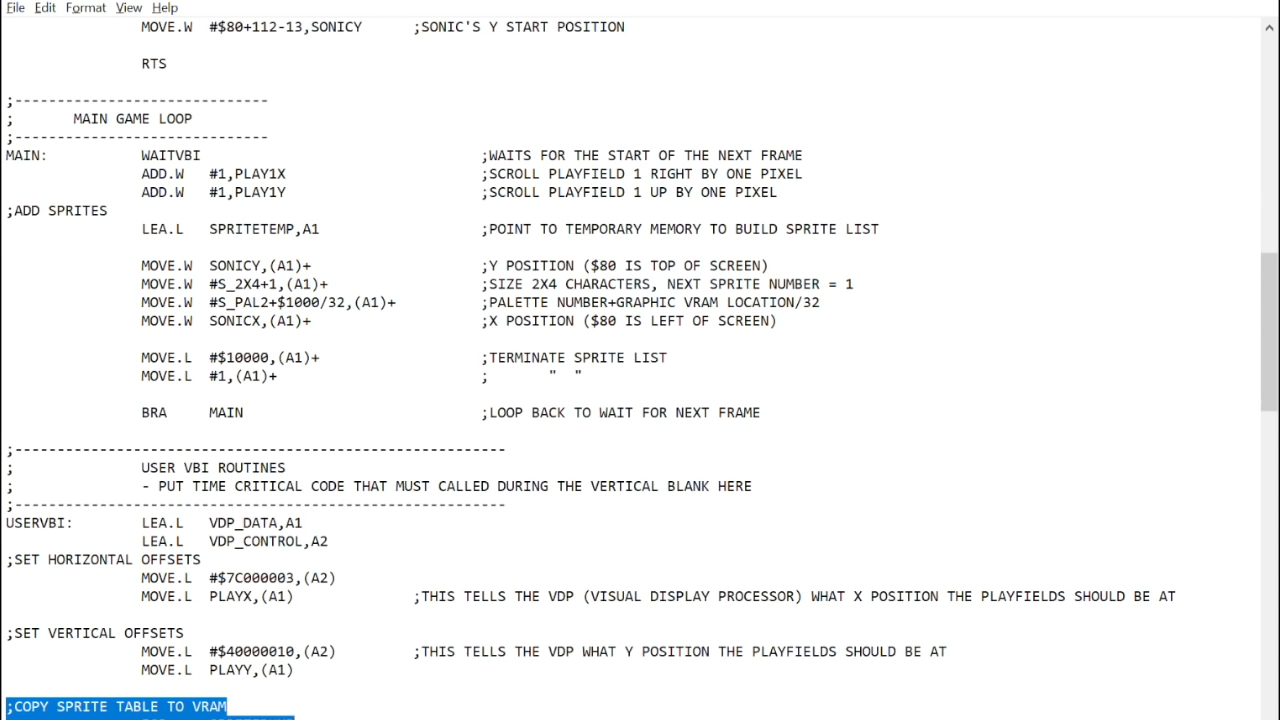 File Edit Format View Help
MOVE.W #$80+112-13,SONICY ;SONIC'S Y START POSITION
RTS
;------------------------------
; MAIN GAME LOOP
;------------------------------
MAIN: WAITVBI ;WAITS FOR THE START OF THE NEXT FRAME
ADD.W #1,PLAY1X ;SCROLL PLAYFIELD 1 RIGHT BY ONE PIXEL
ADD.W #1,PLAY1Y ;SCROLL PLAYFIELD 1 UP BY ONE PIXEL
;ADD SPRITES
LEA.L SPRITETEMP,A1 ;POINT TO TEMPORARY MEMORY TO BUILD SPRITE LIST
MOVE.W SONICY,(A1)+ ;Y POSITION ($80 IS TOP OF SCREEN)
MOVE.W #S_2X4+1,(A1)+ ;SIZE 2X4 CHARACTERS, NEXT SPRITE NUMBER = 1
MOVE.W #S_PAL2+$1000/32,(A1)+ ;PALETTE NUMBER+GRAPHIC VRAM LOCATION/32
MOVE.W SONICX,(A1)+ ;X POSITION ($80 IS LEFT OF SCREEN)
MOVE.L #$10000,(A1)+ ;TERMINATE SPRITE LIST
MOVE.L #1,(A1)+ ; " "
BRA MAIN ;LOOP BACK TO WAIT FOR NEXT FRAME
;----------------------------------------------------------
; USER VBI ROUTINES
; - PUT TIME CRITICAL CODE THAT MUST CALLED DURING THE VERTICAL BLANK HERE
;----------------------------------------------------------
USERVBI: LEA.L VDP_DATA,A1
LEA.L VDP_CONTROL,A2
;SET HORIZONTAL OFFSETS
MOVE.L #$7C000003,(A2)
MOVE.L PLAYX,(A1) ;THIS TELLS THE VDP (VISUAL DISPLAY PROCESSOR) WHAT X POSITION THE PLAYFIELDS SHOULD BE AT
;SET VERTICAL OFFSETS
MOVE.L #$40000010,(A2) ;THIS TELLS THE VDP WHAT Y POSITION THE PLAYFIELDS SHOULD BE AT
MOVE.L PLAYY,(A1)
;COPY SPRITE TABLE TO VRAM